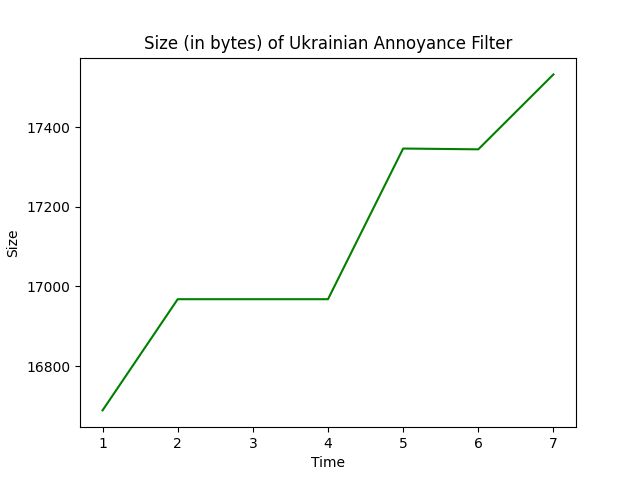 Size (in bytes) of Ukrainian Annoyance Filter
17400
17200
17000
16800
Size
1 2 3 4 5 6 7
Time